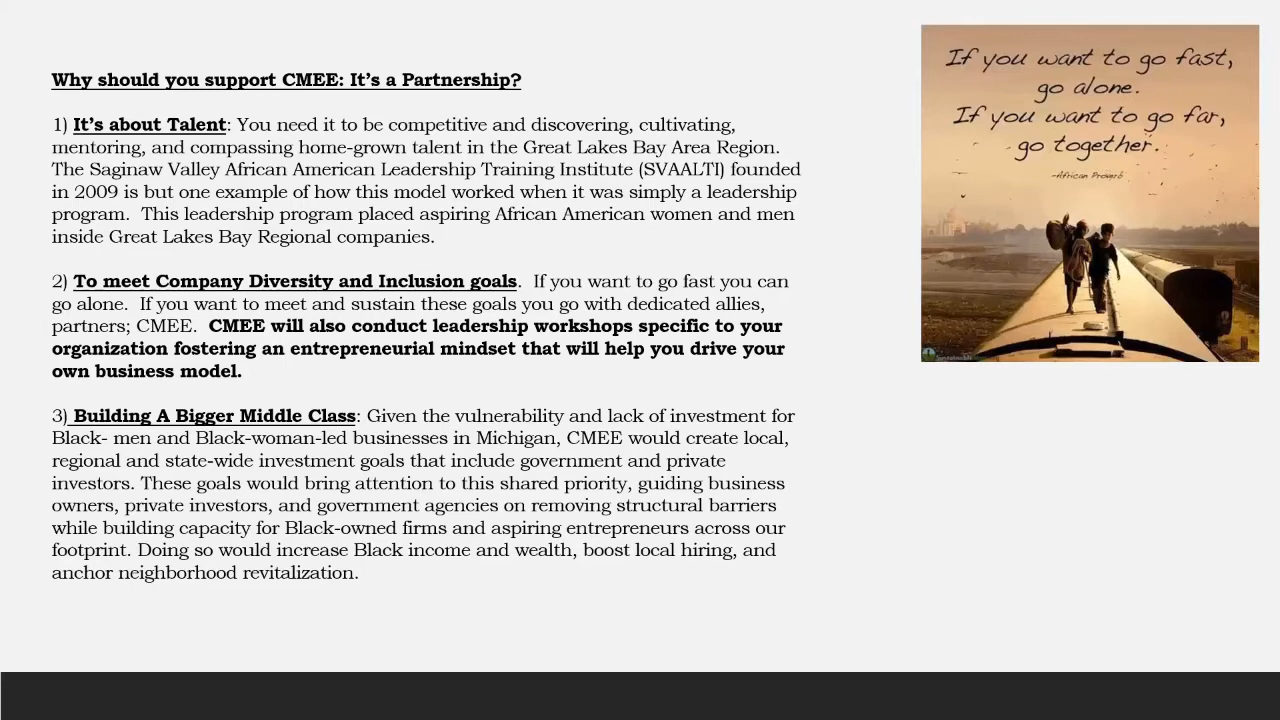 Why should you support CMEE: It's a Partnership?
1) It's about Talent: You need it to be competitive and discovering, cultivating,
mentoring, and compassing home-grown talent in the Great Lakes Bay Area Region.
The Saginaw Valley African American Leadership Training Institute (SVAALTI) founded
in 2009 is but one example of how this model worked when it was simply a leadership
program.  This leadership program placed aspiring African American women and men
inside Great Lakes Bay Regional companies.
2) To meet Company Diversity and Inclusion goals.  If you want to go fast you can
go alone.  If you want to meet and sustain these goals you go with dedicated allies,
partners; CMEE.  CMEE will also conduct leadership workshops specific to your
organization fostering an entrepreneurial mindset that will help you drive your
own business model.
3) Building A Bigger Middle Class: Given the vulnerability and lack of investment for
Black- men and Black-woman-led businesses in Michigan, CMEE would create local,
regional and state-wide investment goals that include government and private
investors. These goals would bring attention to this shared priority, guiding business
owners, private investors, and government agencies on removing structural barriers
while building capacity for Black-owned firms and aspiring entrepreneurs across our
footprint. Doing so would increase Black income and wealth, boost local hiring, and
anchor neighborhood revitalization.
If you want to go fast,
go alone.
If you want to go far,
go together.
-African Proverb